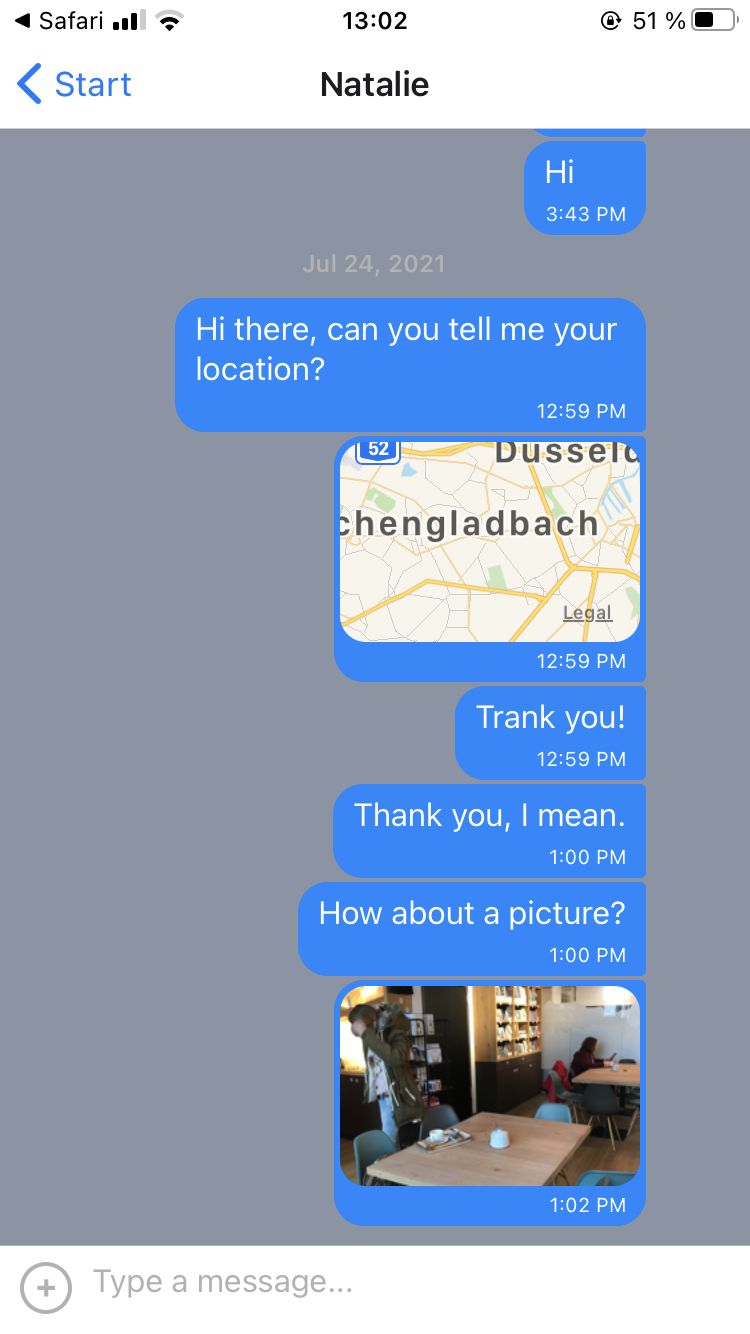 Safari 13:02 51 %
Start Natalie
Hi
3:43 PM
Jul 24, 2021
Hi there, can you tell me your
location?
12:59 PM
52 Dusseld
chengladbach
Legal
12:59 PM
Trank you!
12:59 PM
Thank you, I mean.
1:00 PM
How about a picture?
1:00 PM
1:02 PM
Type a message...